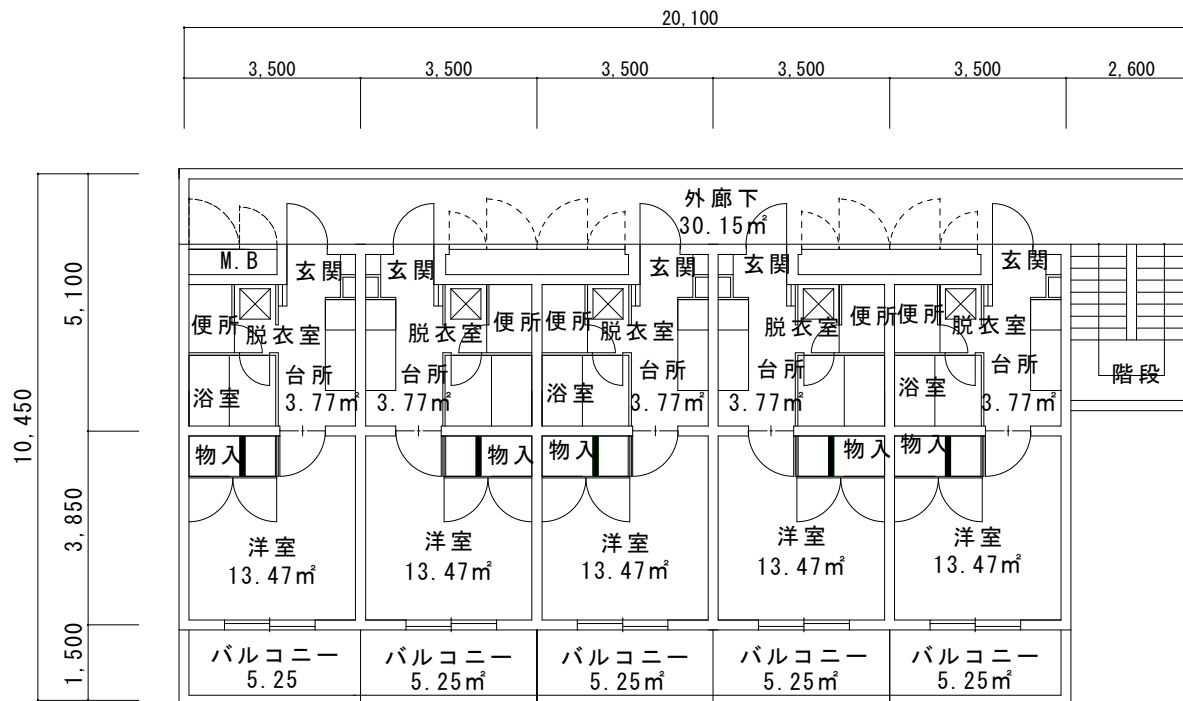 20,100
3,500
3,500
3,500
3,500
3,500
2,600
外廊下
30.15㎡
M.B
玄関
玄関
玄関
玄関
玄関
5,100
便所
脱衣室
脱衣室
便所
便所
脱衣室
脱衣室
便所
便所
脱衣室
台所
3.77㎡
台所
3.77㎡
台所
3.77㎡
台所
3.77㎡
台所
3.77㎡
階段
浴室
浴室
浴室
10,450
物入
物入
物入
物入
物入
3,850
洋室
13.47㎡
洋室
13.47㎡
洋室
13.47㎡
洋室
13.47㎡
洋室
13.47㎡
1,500
バルコニー
5.25
バルコニー
5.25㎡
バルコニー
5.25㎡
バルコニー
5.25㎡
バルコニー
5.25㎡